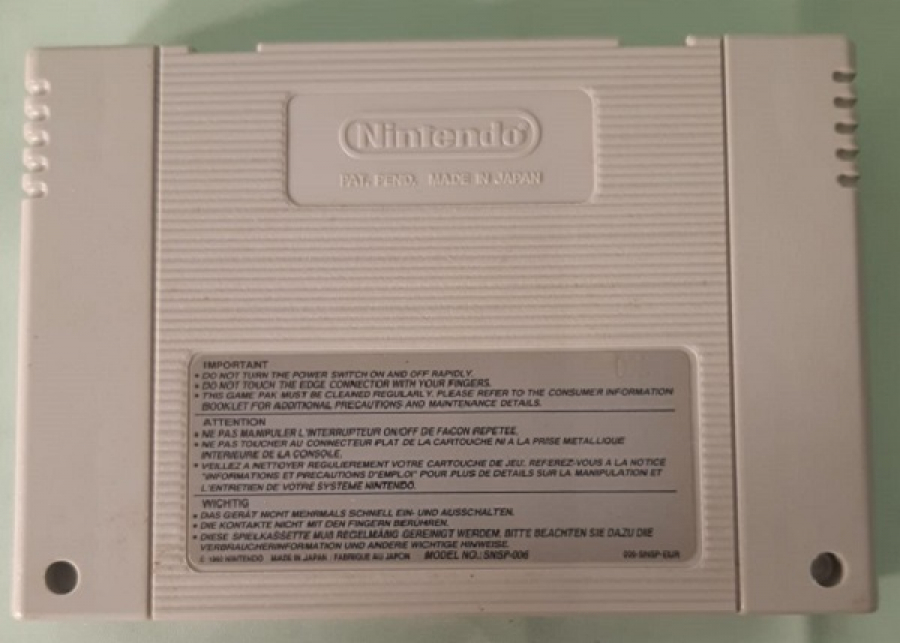 Nintendo
PAT. PEND. MADE IN JAPAN
IMPORTANT
• DO NOT TURN THE POWER SWITCH ON AND OFF RAPIDLY.
• DO NOT TOUCH THE EDGE CONNECTOR WITH YOUR FINGERS.
• THIS GAME PAK MUST BE CLEANED REGULARLY. PLEASE REFER TO THE CONSUMER INFORMATION
BOOKLET FOR ADDITIONAL PRECAUTIONS AND MAINTENANCE DETAILS.
ATTENTION
• NE PAS MANIPULER L'INTERRUPTEUR ON/OFF DE FACON REPETEE.
• NE PAS TOUCHER AU CONNECTEUR PLAT DE LA CARTOUCHE NI A LA PRISE METALLIQUE
INTERIEURE DE LA CONSOLE.
• VEILLEZ A NETTOYER REGULIEREMENT VOTRE CARTOUCHE DE JEU. REFEREZ-VOUS A LA NOTICE
"INFORMATIONS ET PRECAUTIONS D'EMPLOI" POUR PLUS DE DETAILS SUR LA MANIPULATION ET
L'ENTRETIEN DE VOTRE SYSTEME NINTENDO.
WICHTIG
• DAS GERÄT NICHT MEHRMALS SCHNELL EIN- UND AUSSCHALTEN.
• DIE KONTAKTE NICHT MIT DEN FINGERN BERÜHREN.
• DIESE SPIELKASSETTE MUß REGELMÄßIG GEREINIGT WERDEN. BITTE BEACHTEN SIE DAZU DIE
VERBRAUCHERINFORMATION UND ANDERE WICHTIGE HINWEISE.
© NINTENDO MADE IN JAPAN FABRIQUE AU JAPON MODEL NO.: SNSP-006 SNSP-EUR